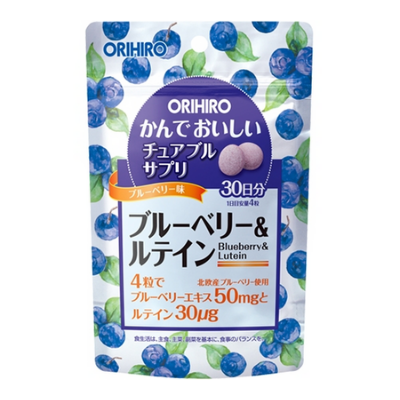 ORIHIRO
ORIHIRO
かんでおいしい
チュアブル
サプリ
ブルーベリー味
30日分
1日目安量4粒
ブルーベリー&
ルテイン
Blueberry&
Lutein
4粒で
北欧産ブルーベリー使用
ブルーベリーエキス50mgと
ルテイン30μg
食生活は、主食、主菜、副菜を基本に、食事のバランスを。